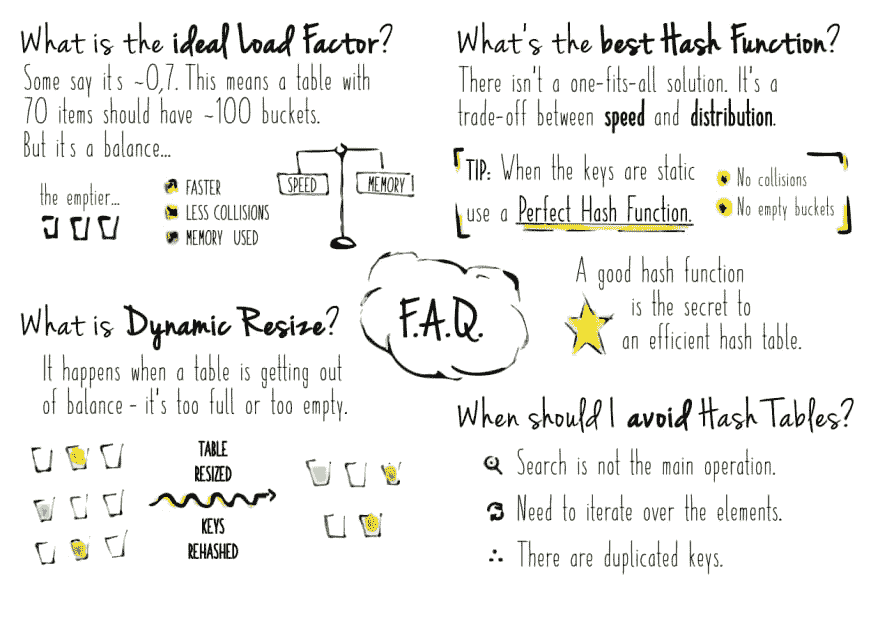 What is the ideal Load Factor?
Some say its ~0,7. This means a table with
70 items should have ~100 buckets.
But it's a balance...
the emptier...
FASTER
LESS COLLISIONS
MEMORY USED
SPEED
MEMORY
What's the best Hash Function?
There isn't a one-fits-all solution. It's a
trade-off between speed and distribution.
TIP: When the keys are static
use a Perfect Hash Function.
No collisions
No empty buckets
A good hash function
is the secret to
an efficient hash table.
F.A.Q.
What is Dynamic Resize?
It happens when a table is getting out
of balance - it's too full or too empty.
TABLE
RESIZED
KEYS
REHASHED
When should I avoid Hash Tables?
Search is not the main operation.
Need to iterate over the elements.
There are duplicated keys.